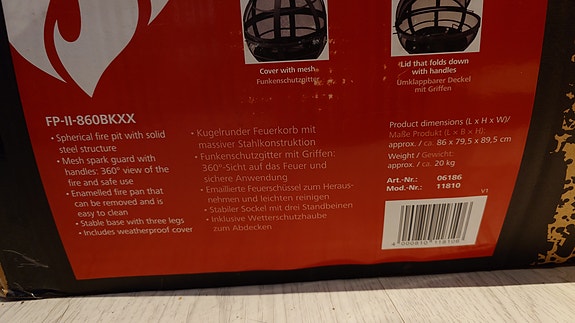 Cover with mesh
Funkenschutzgitter
Lid that folds down
with handles
Umklappbarer Deckel
mit Griffen
FP-II-860BKXX
• Spherical fire pit with solid
steel structure
• Mesh spark guard with
handles: 360° view of the
fire and safe use
• Enamelled fire pan that
can be removed and is
easy to clean
• Stable base with three legs
• Includes weatherproof cover
• Kugelrunder Feuerkorb mit
massiver Stahlkonstruktion
• Funkenschutzgitter mit Griffen:
360°-Sicht auf das Feuer und
sichere Anwendung
• Emaillierte Feuerschüssel zum Heraus-
nehmen und leichten reinigen
• Stabiler Sockel mit drei Standbeinen
• Inklusive Wetterschutzhaube
zum Abdecken
Product dimensions (L x H x W)/
Maße Produkt (L × B × H):
approx. / ca. 86 x 79,5 x 89,5 cm
Weight / Gewicht:
approx. / ca. 20 kg
Art.-Nr.: 06186
Mod.-Nr.: 11810
V1
4 000810 118106